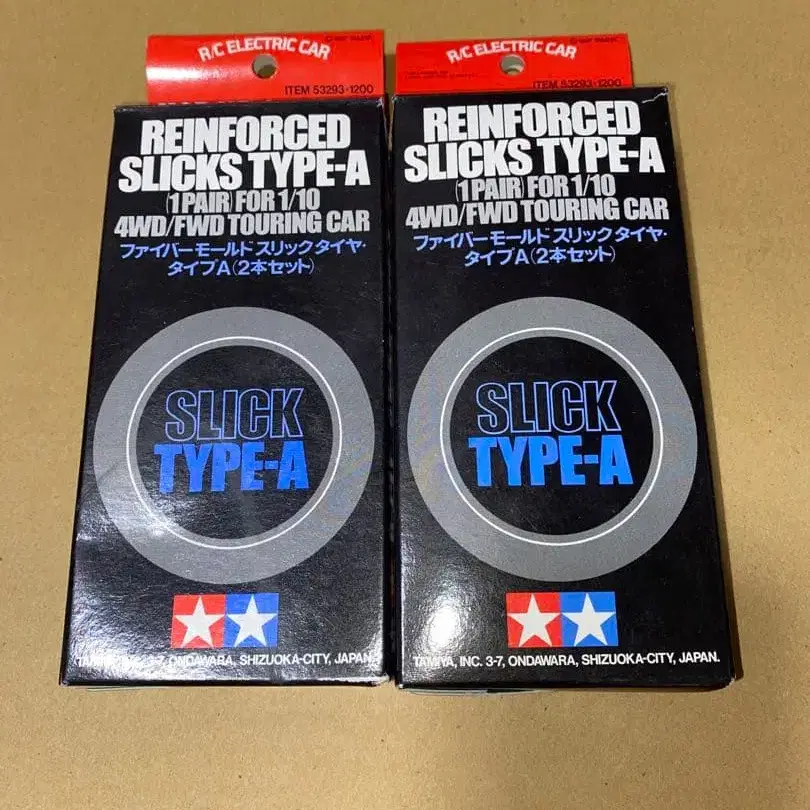 R/C ELECTRIC CAR
ITEM 53293·1200
REINFORCED
SLICKS TYPE-A
(1 PAIR) FOR 1/10
4WD/FWD TOURING CAR
ファイバーモールド スリックタイヤ·
タイプA(2本セット)
SLICK
TYPE-A
3-7, ONDAWARA, SHIZUOKA-CITY, JAPAN.
R/C ELECTRIC CAR
ITEM 53293·1200
REINFORCED
SLICKS TYPE-A
(1 PAIR) FOR 1/10
4WD/FWD TOURING CAR
ファイバーモールド スリックタイヤ·
タイプA(2本セット)
SLICK
TYPE-A
TAMIYA, INC. 3-7, ONDAWARA, SHIZUOKA-CITY, JAPAN.